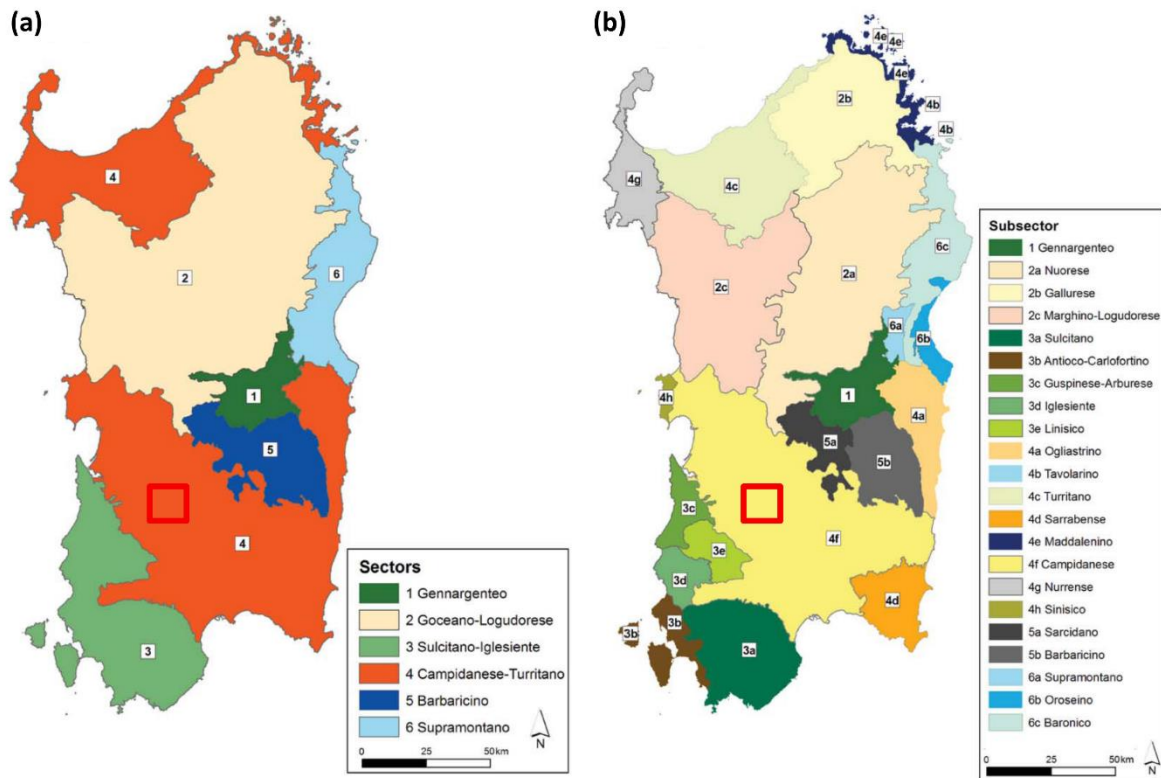 (a)
4
2
6
1
5
4
3
Sectors
1 Gennargenteo
2 Goceano-Logudorese
3 Sulcitano-Iglesiente
4 Campidanese-Turritano
5 Barbaricino
6 Supramontano
N
0 25 50km
(b)
4e
4e
4e
2b
4b
4b
4g
4c
6c
2c
2a
6a
6b
4h
1
4a
5a
5b
3c
3e
4f
3d
4d
3b
3b
3a
Subsector
1 Gennargenteo
2a Nuorese
2b Gallurese
2c Marghino-Logudorese
3a Sulcitano
3b Antioco-Carlofortino
3c Guspinese-Arburese
3d Iglesiente
3e Linisico
4a Ogliastrino
4b Tavolarino
4c Turritano
4d Sarrabense
4e Maddalenino
4f Campidanese
4g Nurrense
4h Sinisico
5a Sarcidano
5b Barbaricino
6a Supramontano
6b Oroseino
6c Baronico
N
0 25 50km